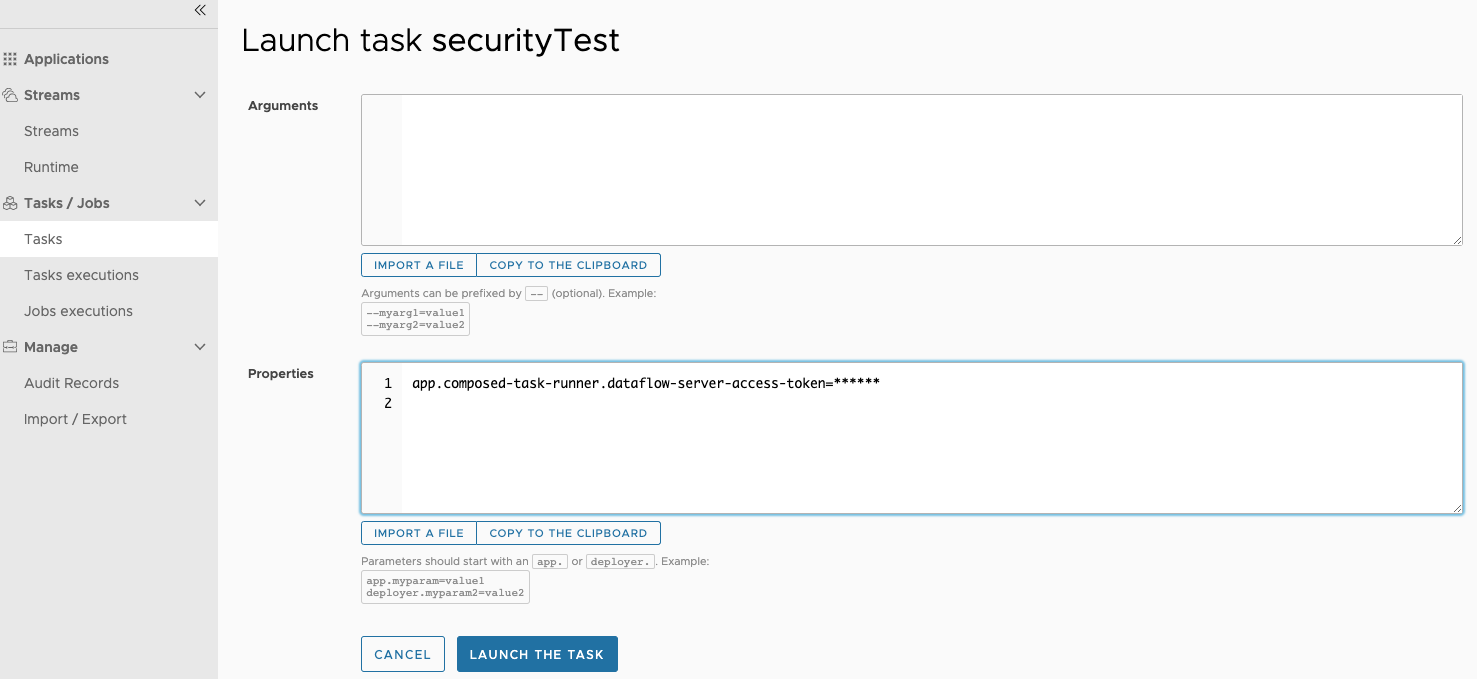 Applications
Streams
Streams
Runtime
Tasks / Jobs
Tasks
Tasks executions
Jobs executions
Manage
Audit Records
Import / Export
Launch task securityTest
Arguments
IMPORT A FILE COPY TO THE CLIPBOARD
Arguments can be prefixed by -- (optional). Example:
--myarg1=value1
--myarg2=value2
Properties
1 app.composed-task-runner.dataflow-server-access-token=******
2
IMPORT A FILE COPY TO THE CLIPBOARD
Parameters should start with an app. or deployer. . Example:
app.myparam=value1
deployer.myparam2=value2
CANCEL LAUNCH THE TASK